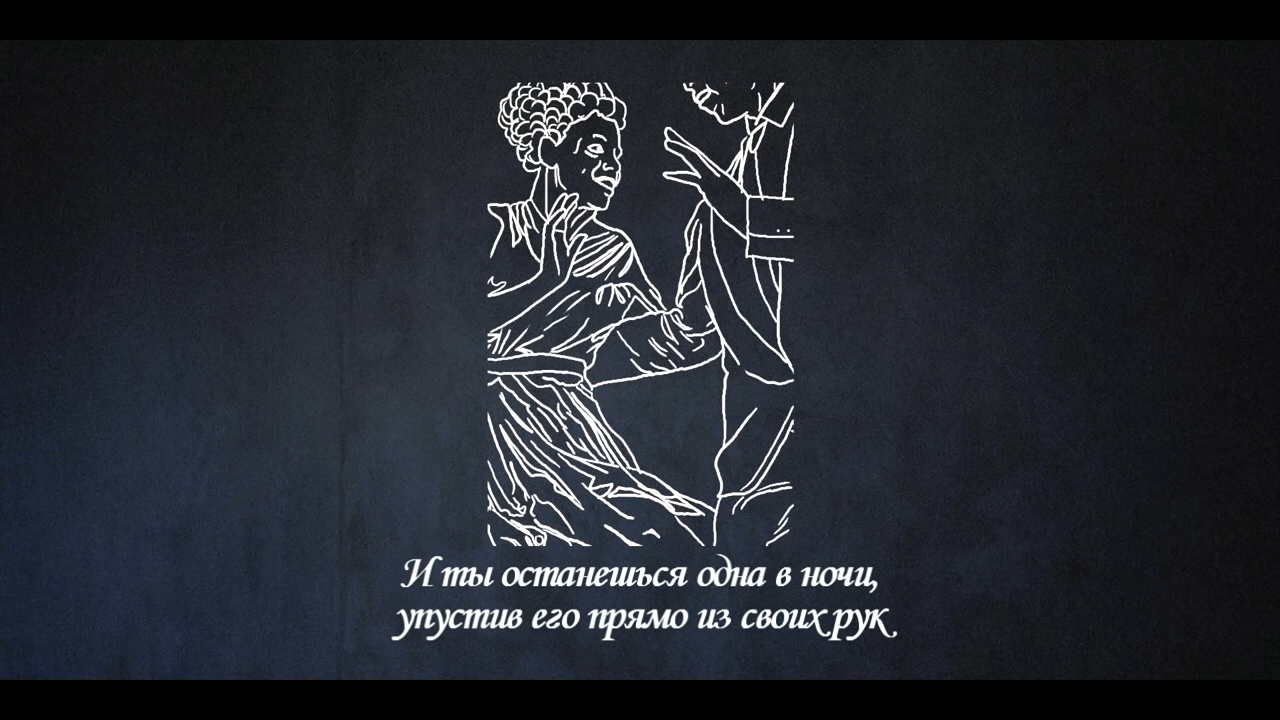 И ты останешься одна в ночи,
упустив его прямо из своих рук